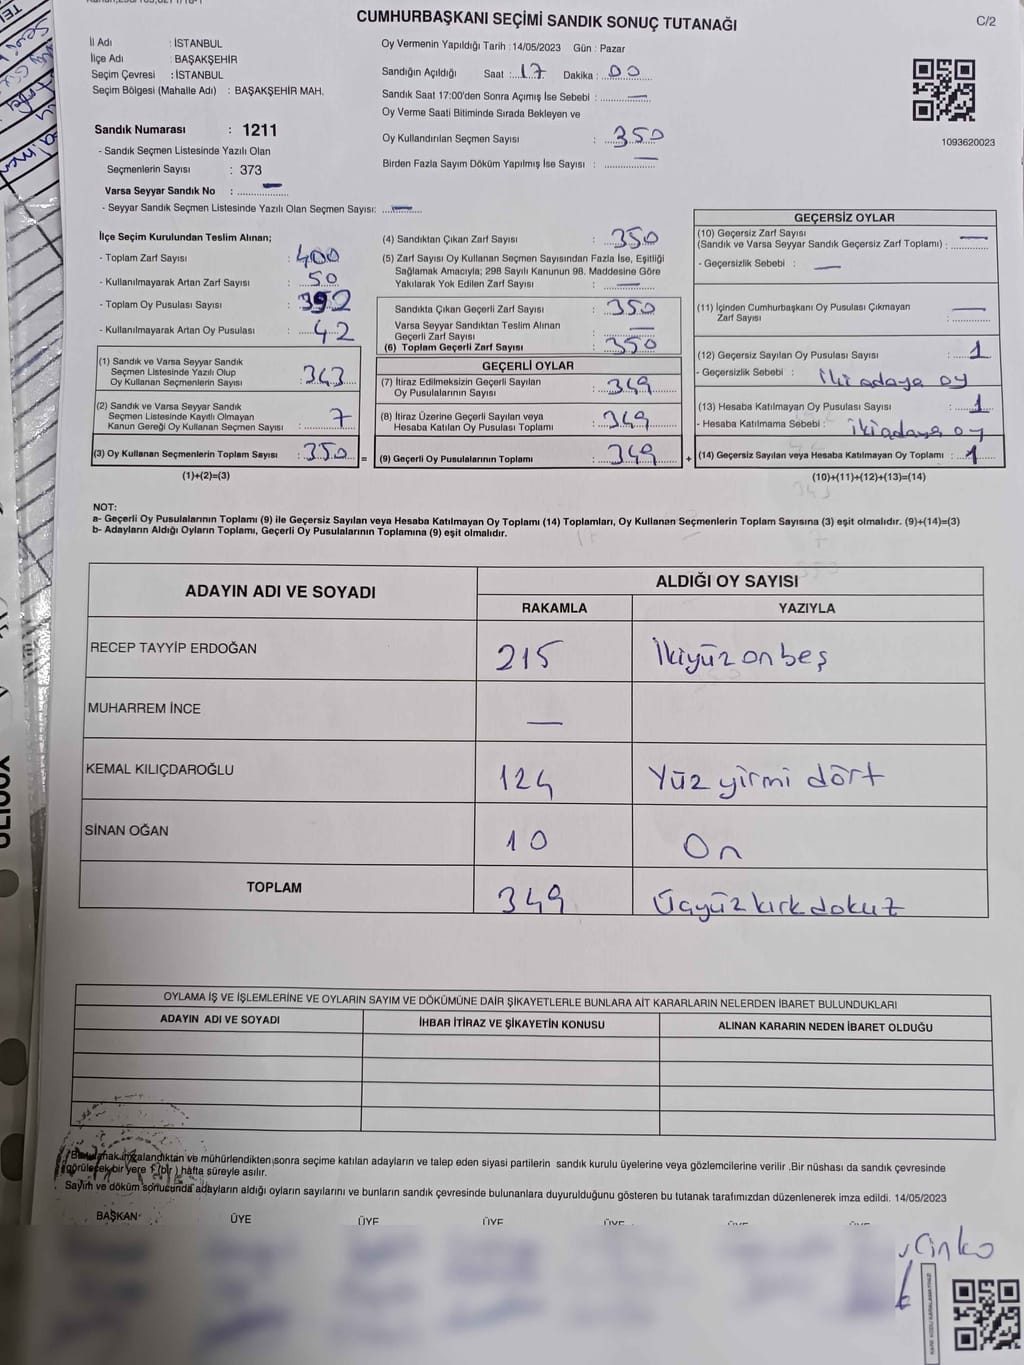 CUMHURBAŞKANI SEÇİMİ SANDIK SONUÇ TUTANAĞI
C/2
İl Adı : İSTANBUL
İlçe Adı : BAŞAKŞEHİR
Seçim Çevresi : İSTANBUL
Seçim Bölgesi (Mahalle Adı) : BAŞAKŞEHİR MAH.
Sandık Numarası : 1211
- Sandık Seçmen Listesinde Yazılı Olan
Seçmenlerin Sayısı : 373
Varsa Seyyar Sandık No : —
- Seyyar Sandık Seçmen Listesinde Yazılı Olan Seçmen Sayısı: —
Oy Vermenin Yapıldığı Tarih : 14/05/2023 Gün : Pazar
Sandığın Açıldığı Saat : 17 Dakika : 00
Sandık Saat 17:00'den Sonra Açımış İse Sebebi : —
Oy Verme Saati Bitiminde Sırada Bekleyen ve
Oy Kullandırılan Seçmen Sayısı : 350
Birden Fazla Sayım Döküm Yapılmış İse Sayısı : —
1093620023
İlçe Seçim Kurulundan Teslim Alınan;
- Toplam Zarf Sayısı : 400
- Kullanılmayarak Artan Zarf Sayısı : 50
- Toplam Oy Pusulası Sayısı : 392
- Kullanılmayarak Artan Oy Pusulası : 42
(1) Sandık ve Varsa Seyyar Sandık
Seçmen Listesinde Yazılı Olup
Oy Kullanan Seçmenlerin Sayısı : 343
(2) Sandık ve Varsa Seyyar Sandık
Seçmen Listesinde Kayıtlı Olmayan
Kanun Gereği Oy Kullanan Seçmen Sayısı : 7
(3) Oy Kullanan Seçmenlerin Toplam Sayısı : 350 =
(1)+(2)=(3)
(4) Sandıktan Çıkan Zarf Sayısı : 350
(5) Zarf Sayısı Oy Kullanan Seçmen Sayısından Fazla İse, Eşitliği
Sağlamak Amacıyla; 298 Sayılı Kanunun 98. Maddesine Göre
Yakılarak Yok Edilen Zarf Sayısı : —
Sandıkta Çıkan Geçerli Zarf Sayısı : 350
Varsa Seyyar Sandıktan Teslim Alınan
Geçerli Zarf Sayısı : —
(6) Toplam Geçerli Zarf Sayısı : 350
GEÇERLİ OYLAR
(7) İtiraz Edilmeksizin Geçerli Sayılan
Oy Pusulalarının Sayısı : 349
(8) İtiraz Üzerine Geçerli Sayılan veya
Hesaba Katılan Oy Pusulası Toplamı : 349
(9) Geçerli Oy Pusulalarının Toplamı : 349 +
GEÇERSİZ OYLAR
(10) Geçersiz Zarf Sayısı
(Sandık ve Varsa Seyyar Sandık Geçersiz Zarf Toplamı) : —
- Geçersizlik Sebebi : —
(11) İçinden Cumhurbaşkanı Oy Pusulası Çıkmayan
Zarf Sayısı : —
(12) Geçersiz Sayılan Oy Pusulası Sayısı : 1
- Geçersizlik Sebebi : iki adaya oy
(13) Hesaba Katılmayan Oy Pusulası Sayısı : 1
- Hesaba Katılmama Sebebi : iki adaya oy
(14) Geçersiz Sayılan veya Hesaba Katılmayan Oy Toplamı : 1
(10)+(11)+(12)+(13)=(14)
NOT:
a- Geçerli Oy Pusulalarının Toplamı (9) ile Geçersiz Sayılan veya Hesaba Katılmayan Oy Toplamı (14) Toplamları, Oy Kullanan Seçmenlerin Toplam Sayısına (3) eşit olmalıdır. (9)+(14)=(3)
b- Adayların Aldığı Oyların Toplamı, Geçerli Oy Pusulalarının Toplamına (9) eşit olmalıdır.
ADAYIN ADI VE SOYADI ALDIĞI OY SAYISI
RAKAMLA YAZIYLA
RECEP TAYYİP ERDOĞAN 215 İkiyüz on beş
MUHARREM İNCE —
KEMAL KILIÇDAROĞLU 124 Yüz yirmi dört
SİNAN OĞAN 10 On
TOPLAM 349 Üçyüz kırk dokuz
OYLAMA İŞ VE İŞLEMLERİNE VE OYLARIN SAYIM VE DÖKÜMÜNE DAİR ŞİKAYETLERLE BUNLARA AİT KARARLARIN NELERDEN İBARET BULUNDUKLARI
ADAYIN ADI VE SOYADI İHBAR İTİRAZ VE ŞİKAYETİN KONUSU ALINAN KARARIN NEDEN İBARET OLDUĞU
Bu tutanak imzalandıktan ve mühürlendikten sonra seçime katılan adayların ve talep eden siyasi partilerin sandık kurulu üyelerine veya gözlemcilerine verilir .Bir nüshası da sandık çevresinde
görülecek bir yere 1 (bir ) hafta süreyle asılır.
Sayım ve döküm sonucunda adayların aldığı oyların sayılarını ve bunların sandık çevresinde bulunanlara duyurulduğunu gösteren bu tutanak tarafımızdan düzenlenerek imza edildi. 14/05/2023
BAŞKAN ÜYE ÜYE ÜYE ÜYE ÜYE ÜYE